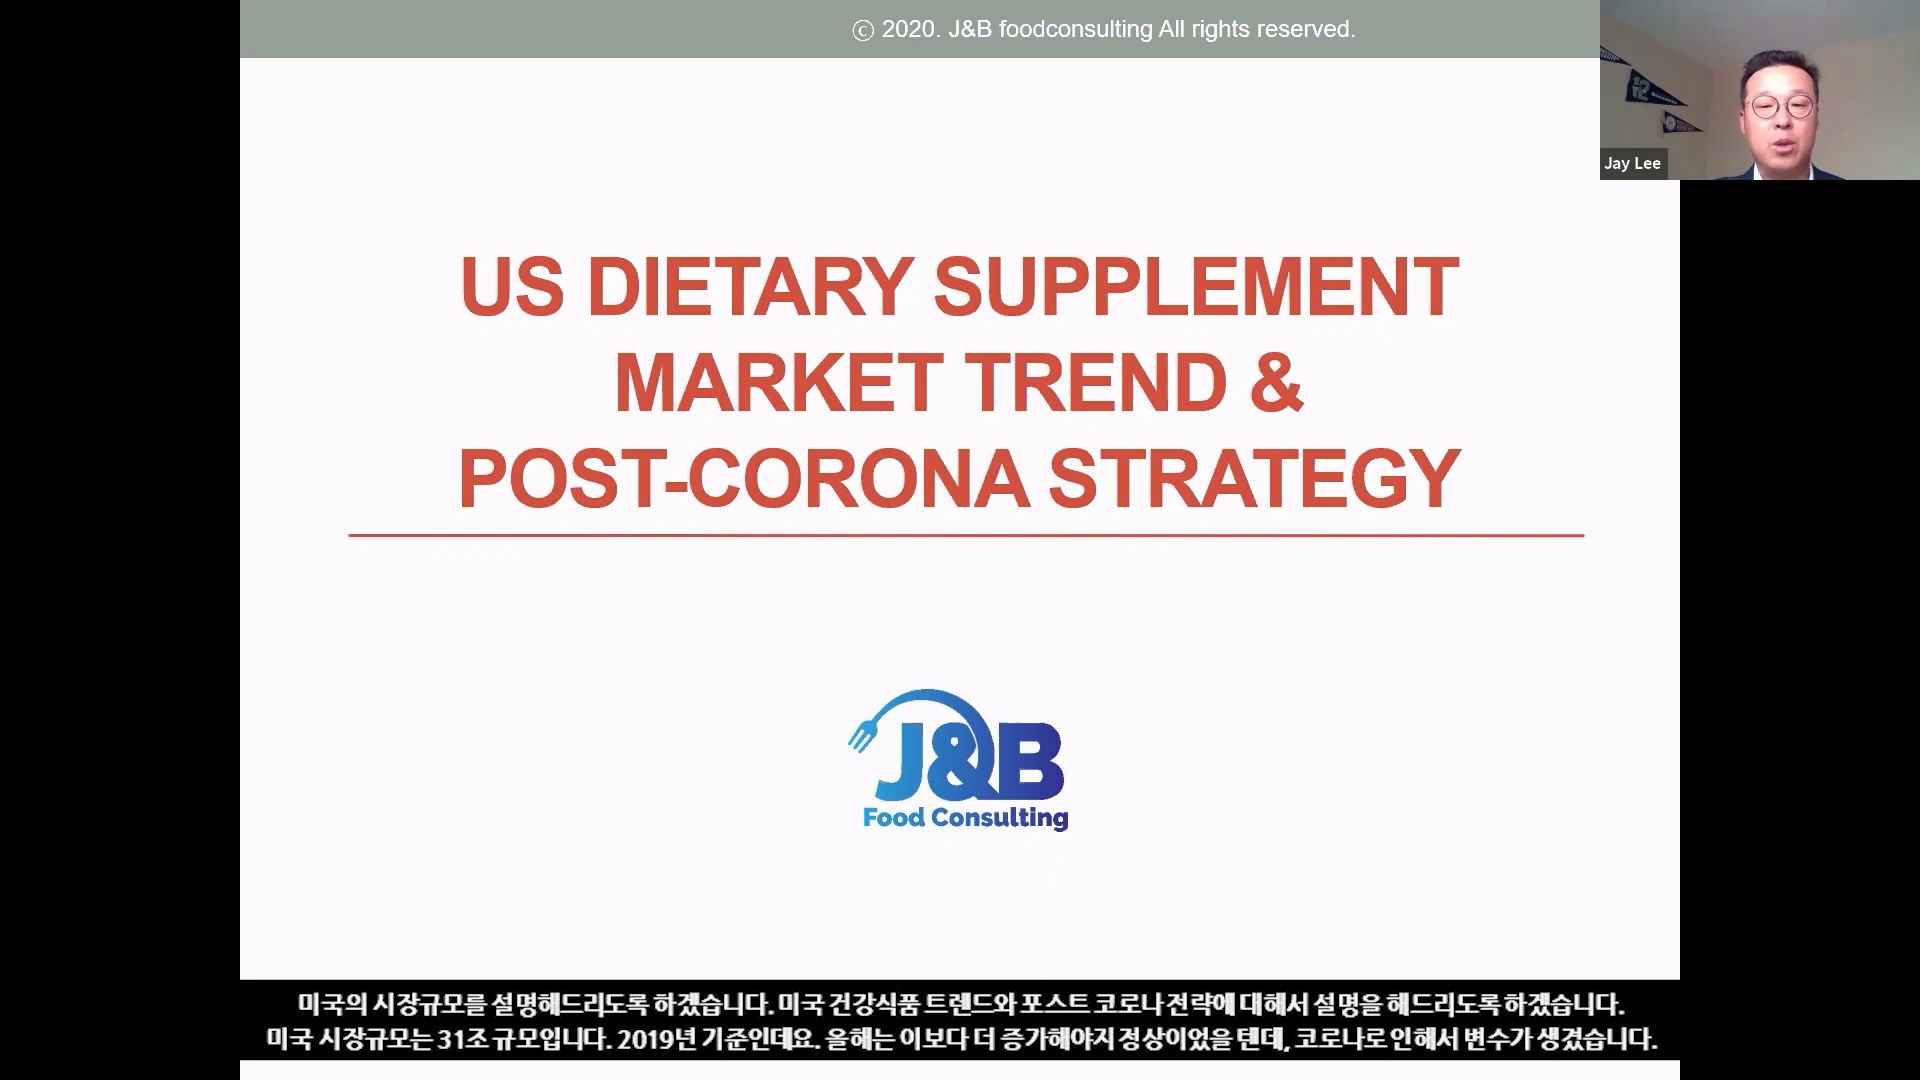 ⓒ 2020. J&B foodconsulting All rights reserved.
Jay Lee
US DIETARY SUPPLEMENT
MARKET TREND &
POST-CORONA STRATEGY
J&B
Food Consulting
미국의 시장규모를 설명해드리도록 하겠습니다. 미국 건강식품 트렌드와 포스트 코로나 전략에 대해서 설명을 해드리도록 하겠습니다.
미국 시장규모는 31조 규모입니다. 2019년 기준인데요. 올해는 이보다 더 증가해야지 정상이었을 텐데, 코로나로 인해서 변수가 생겼습니다.